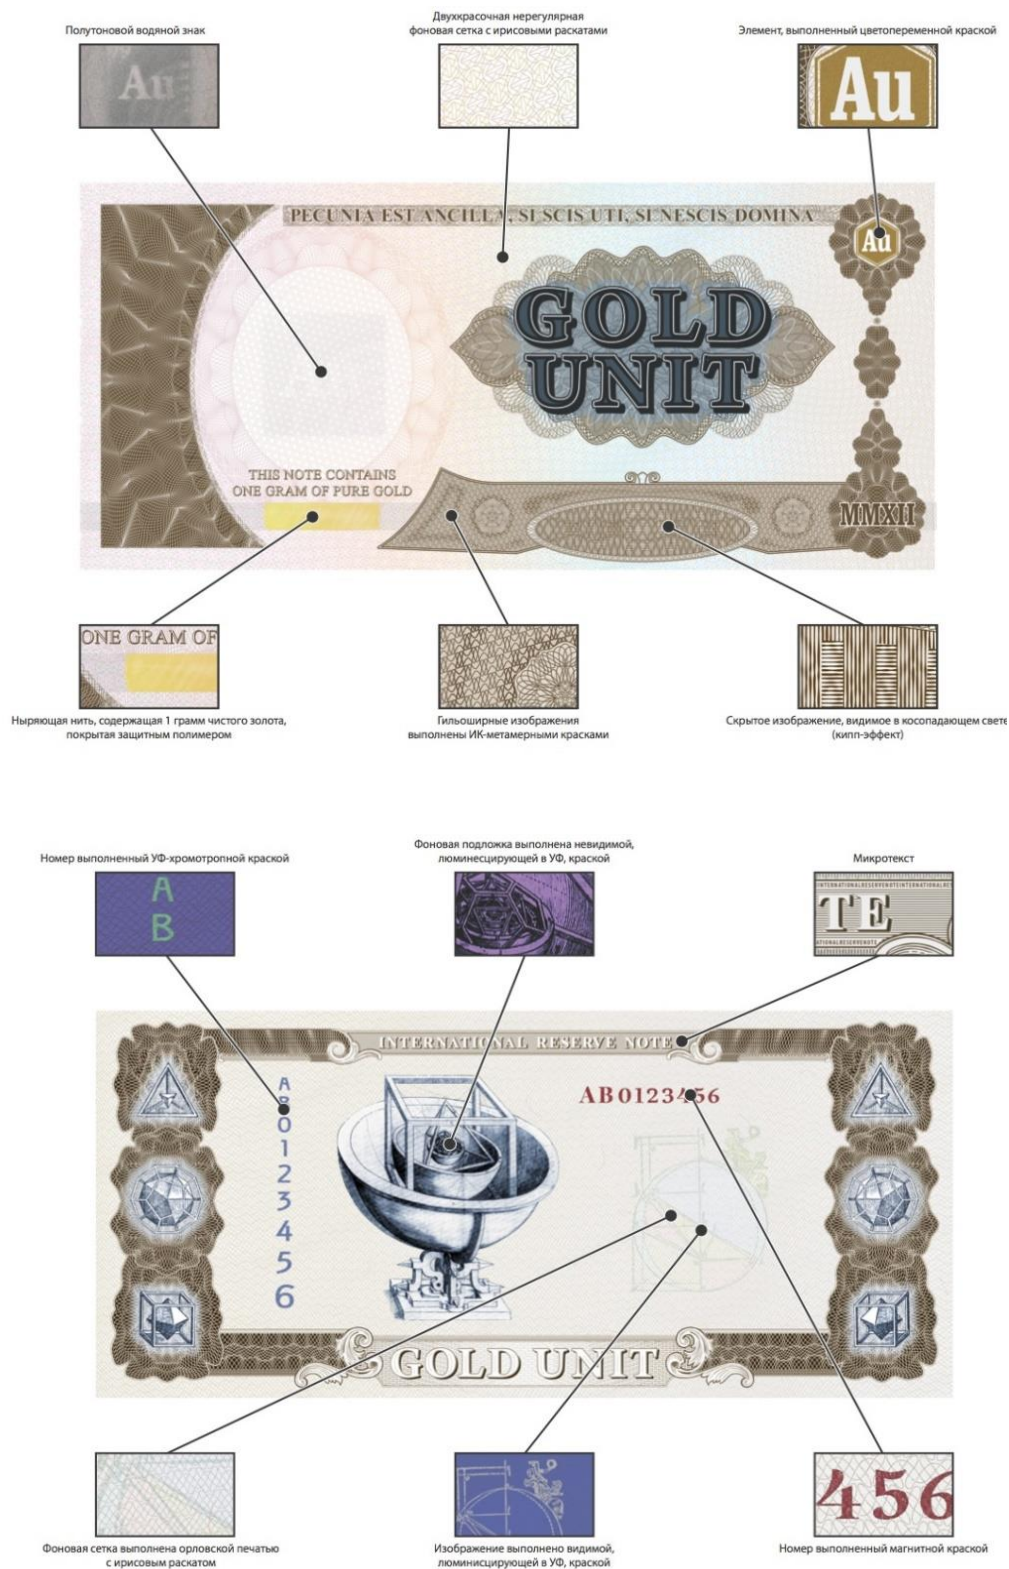 Полутоновой водяной знак
Двухкрасочная нерегулярная
фоновая сетка с ирисовыми раскатами
Элемент, выполненный цветопеременной краской
Au
Au
PECUNIA EST ANCILLA, SI SCIS UTI, SI NESCIS DOMINA
Au
GOLD
UNIT
THIS NOTE CONTAINS
ONE GRAM OF PURE GOLD
MMXII
ONE GRAM OF
Ныряющая нить, содержащая 1 грамм чистого золота,
покрытая защитным полимером
Гильоширные изображения
выполнены ИК-метамерными красками
Скрытое изображение, видимое в косопадающем свете
(кипп-эффект)
Номер выполненный УФ-хромотропной краской
Фоновая подложка выполнена невидимой,
люминесцирующей в УФ, краской
Микротекст
A
B
INTERNATIONALRESERVENOTEINTERNATIONALRES
TE
ATIONALRESERVENOTE
INTERNATIONAL RESERVE NOTE
AB0123456
A
B
0
1
2
3
4
5
6
GOLD UNIT
456
Фоновая сетка выполнена орловской печатью
с ирисовым раскатом
Изображение выполнено видимой,
люминисцирующей в УФ, краской
Номер выполненный магнитной краской